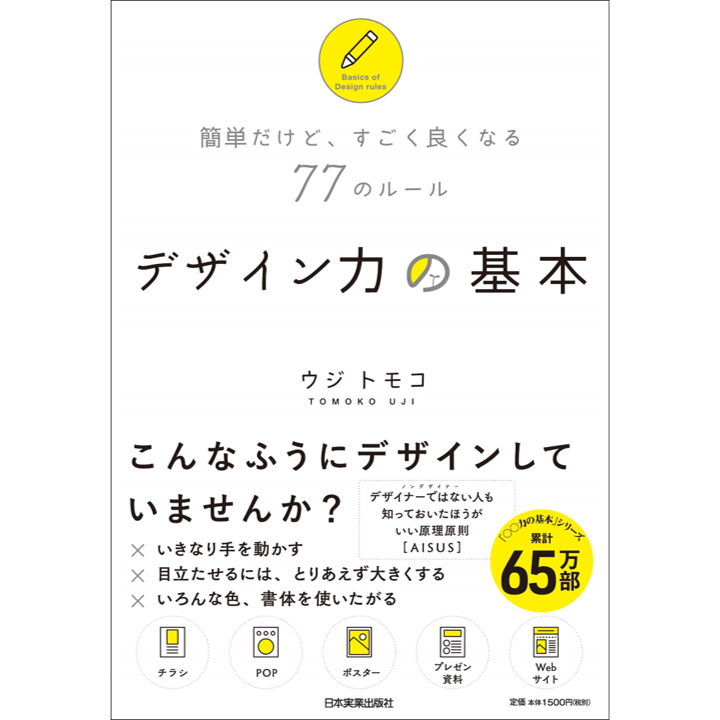 Basics of
Design rules
簡単だけど、すごく良くなる
77のルール
デザイン力の基本
ウジ トモコ
TOMOKO UJI
こんなふうにデザインして
いませんか？
ノンデザイナー
デザイナーではない人も
知っておいたほうが
いい原理原則
［AISUS］
× いきなり手を動かす
× 目立たせるには、とりあえず大きくする
× いろんな色、書体を使いたがる
「○○力の基本」シリーズ
累計
65万部
チラシ
POP
ポスター
プレゼン
資料
Web
サイト
日本実業出版社
定価 本体1500円(税別)